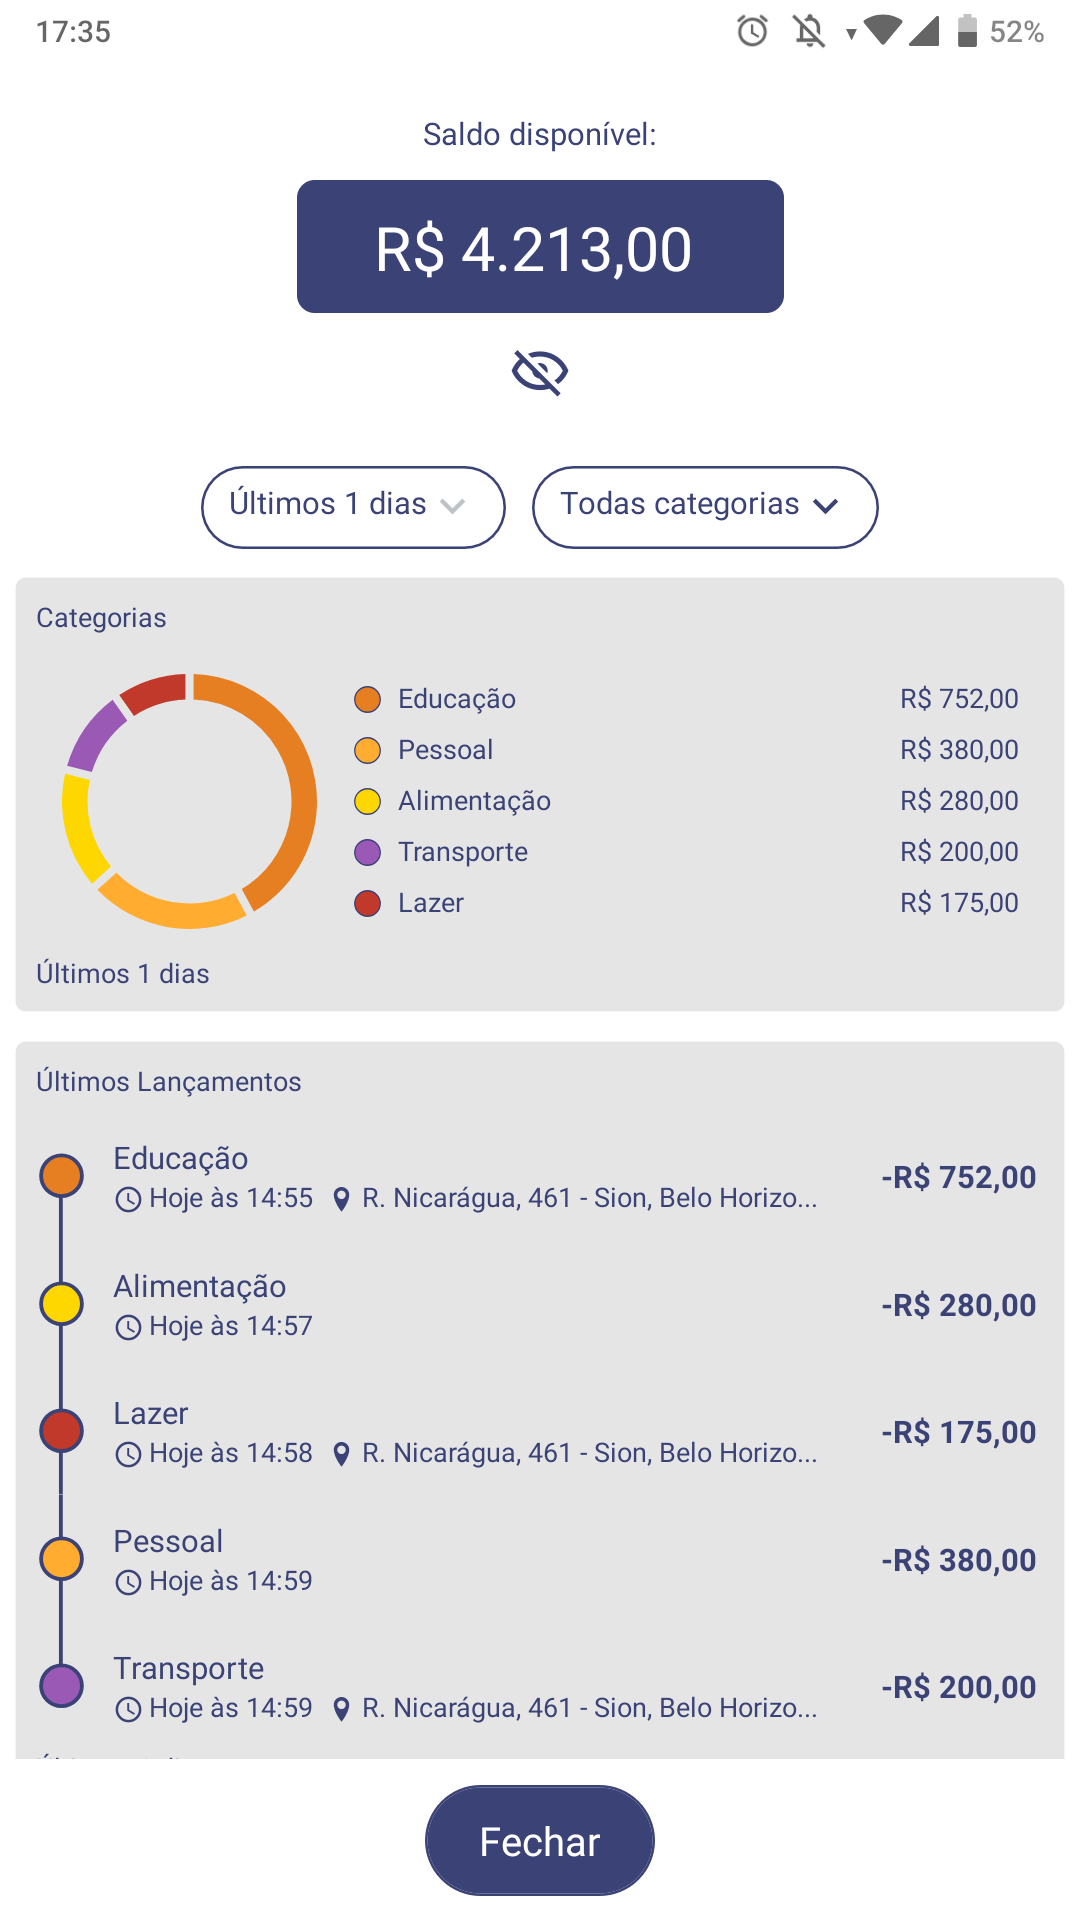 17:35 52%
Saldo disponível:
R$ 4.213,00
Últimos 1 dias Todas categorias
Categorias
Educação R$ 752,00
Pessoal R$ 380,00
Alimentação R$ 280,00
Transporte R$ 200,00
Lazer R$ 175,00
Últimos 1 dias
Últimos Lançamentos
Educação
-R$ 752,00
Hoje às 14:55 R. Nicarágua, 461 - Sion, Belo Horizo...
Alimentação
-R$ 280,00
Hoje às 14:57
Lazer
-R$ 175,00
Hoje às 14:58 R. Nicarágua, 461 - Sion, Belo Horizo...
Pessoal
-R$ 380,00
Hoje às 14:59
Transporte
-R$ 200,00
Hoje às 14:59 R. Nicarágua, 461 - Sion, Belo Horizo...
Fechar